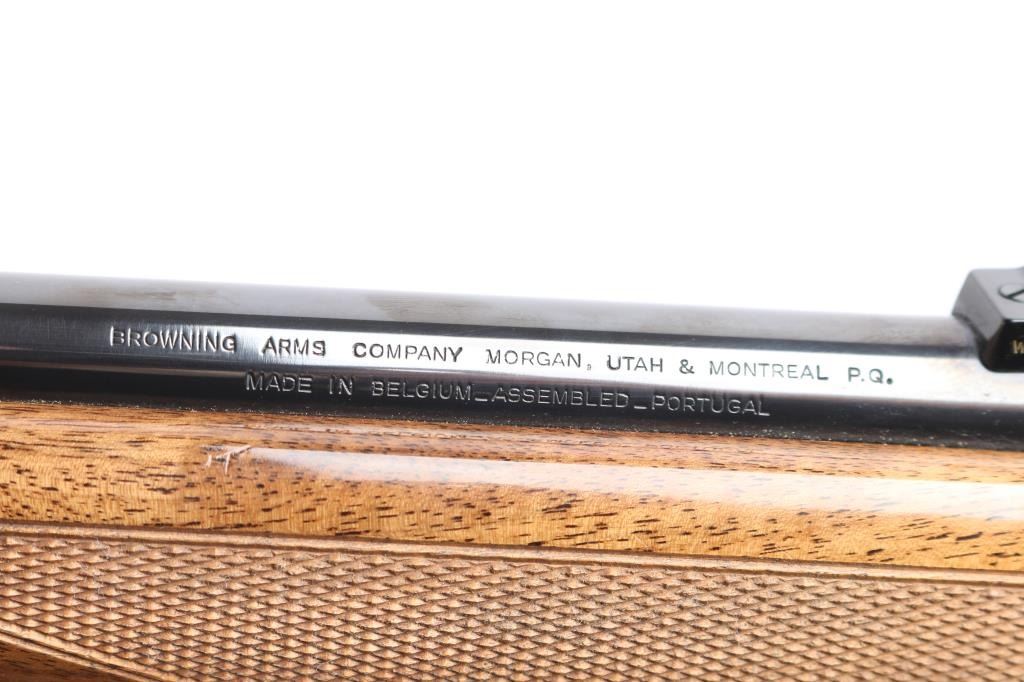 BROWNING ARMS COMPANY MORGAN, UTAH & MONTREAL P.Q.
MADE IN BELGIUM_ASSEMBLED_PORTUGAL